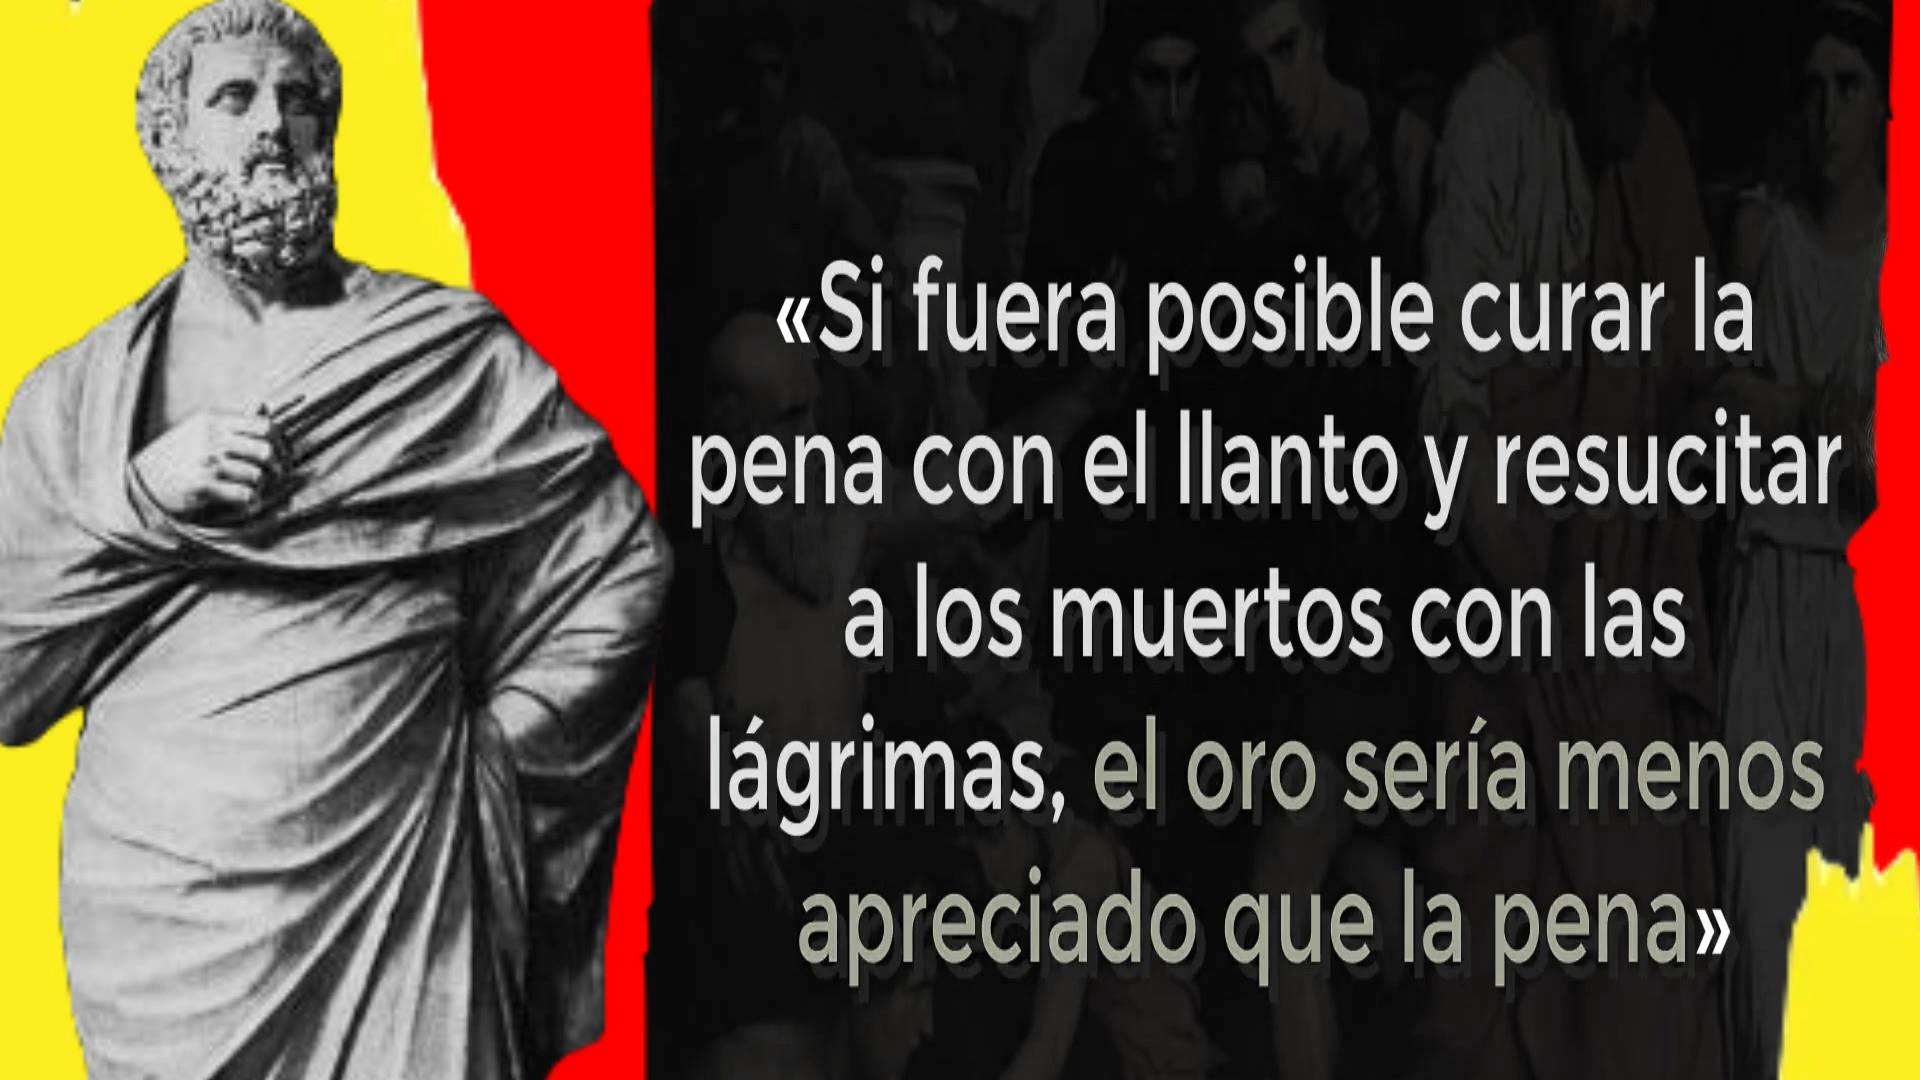 «Si fuera posible curar la
pena con el llanto y resucitar
a los muertos con las
lágrimas, el oro sería menos
apreciado que la pena»